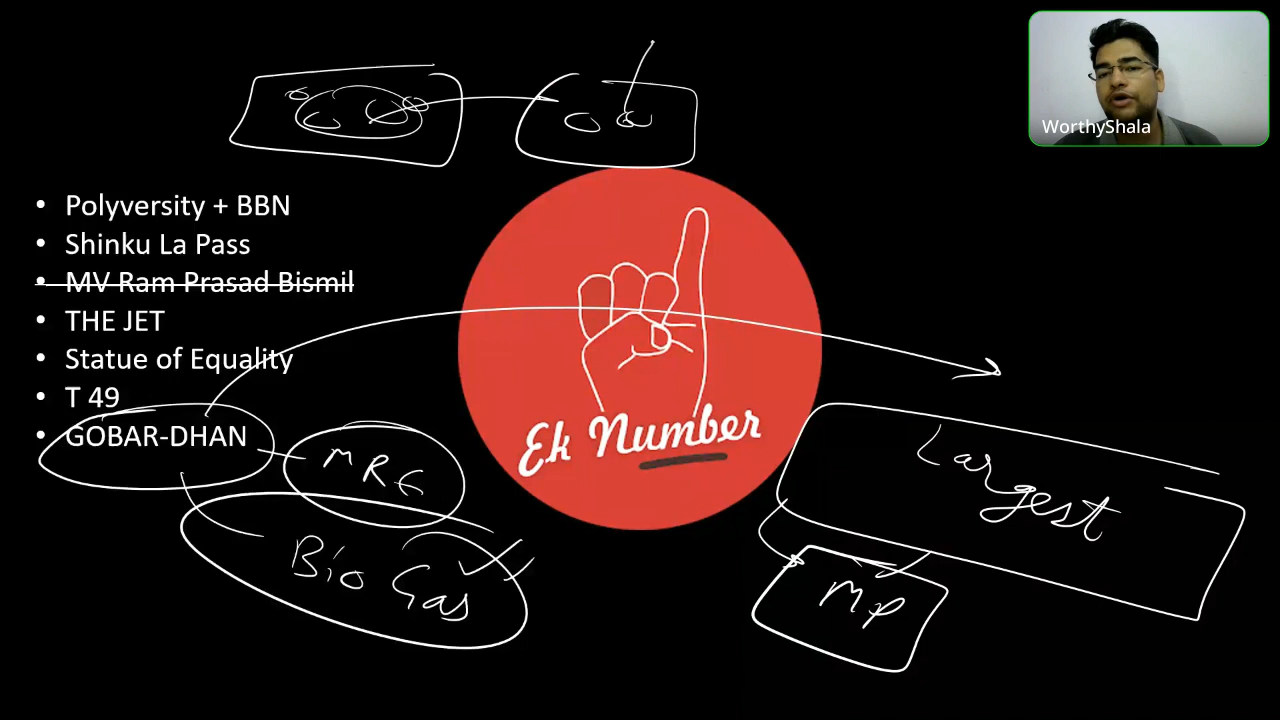 WorthyShala
Polyversity + BBN
Shinku La Pass
MV Ram Prasad Bismil
THE JET
Statue of Equality
T 49
GOBAR-DHAN
MRE
Bio Gas
Ek Number
Largest
MP